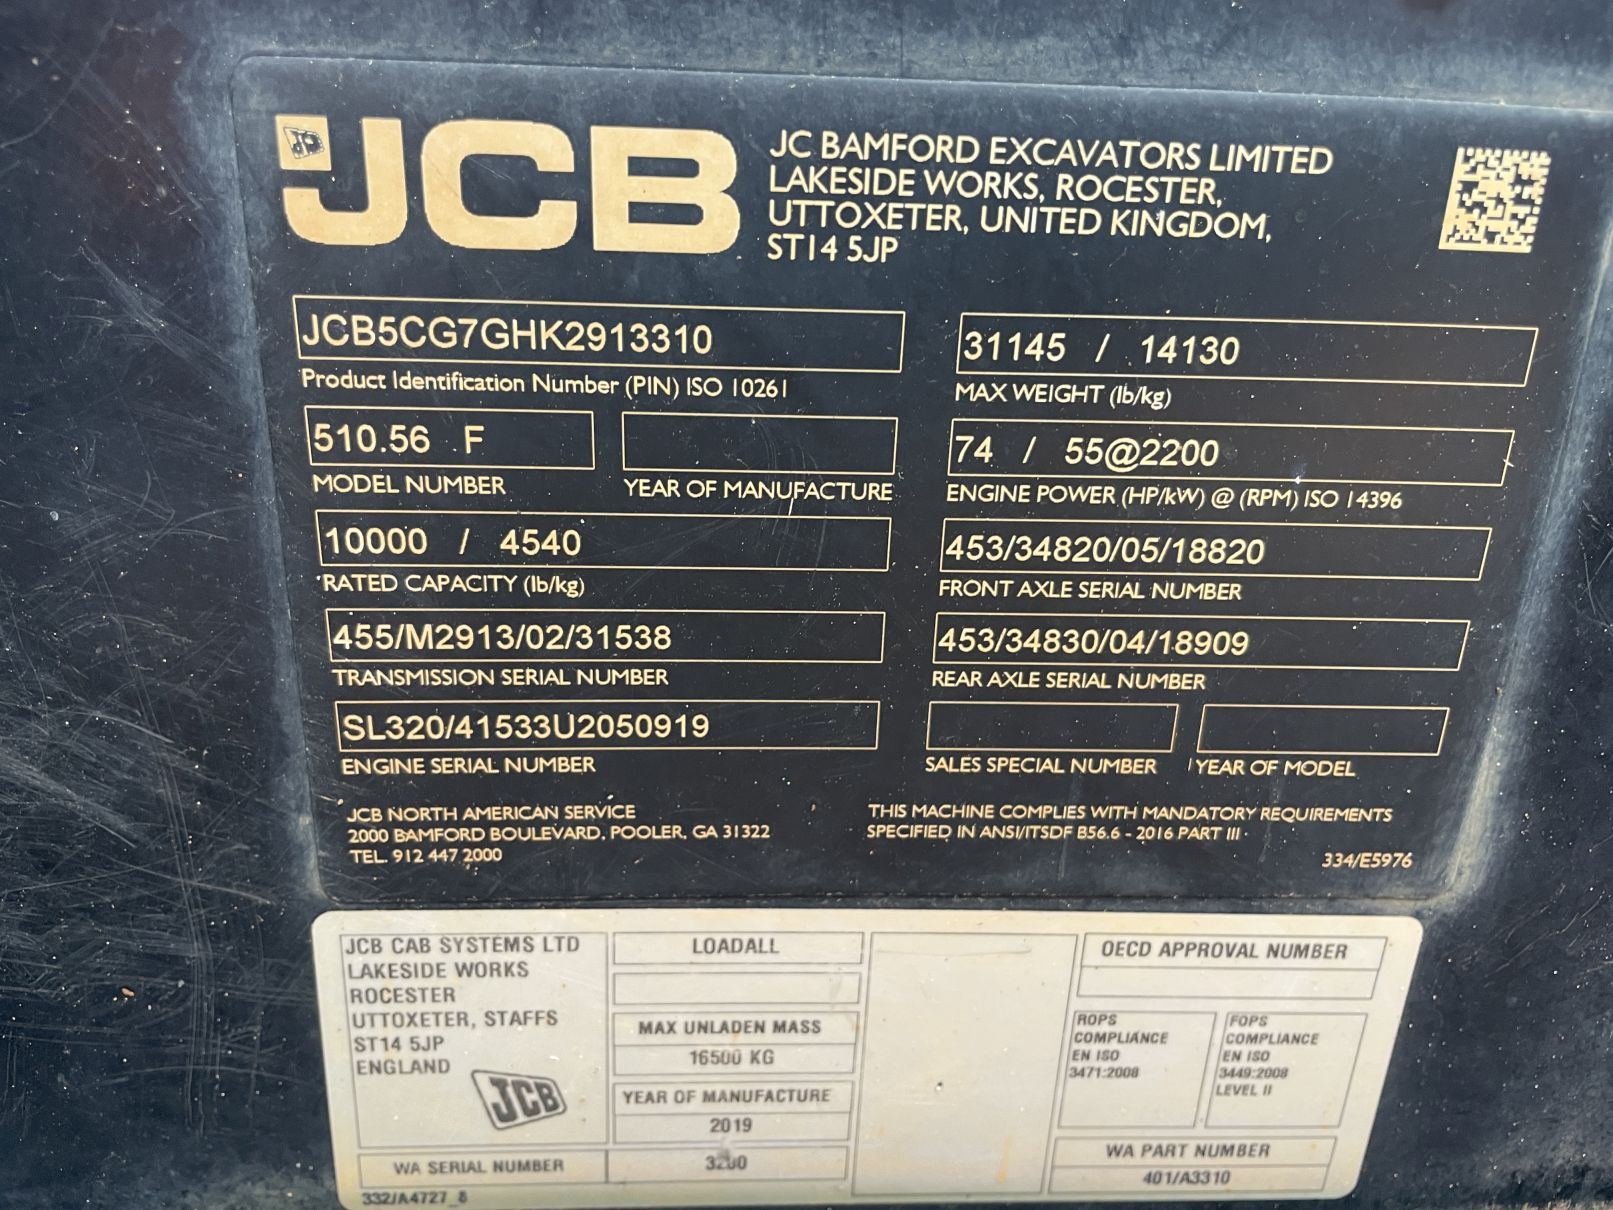 JCB
JC BAMFORD EXCAVATORS LIMITED
LAKESIDE WORKS, ROCESTER,
UTTOXETER, UNITED KINGDOM,
ST14 5JP
JCB5CG7GHK2913310
Product Identification Number (PIN) ISO 10261
31145 / 14130
MAX WEIGHT (lb/kg)
510.56 F
MODEL NUMBER
YEAR OF MANUFACTURE
74 / 55@2200
ENGINE POWER (HP/kW) @ (RPM) ISO 14396
10000 / 4540
RATED CAPACITY (lb/kg)
453/34820/05/18820
FRONT AXLE SERIAL NUMBER
455/M2913/02/31538
TRANSMISSION SERIAL NUMBER
453/34830/04/18909
REAR AXLE SERIAL NUMBER
SL320/41533U2050919
ENGINE SERIAL NUMBER
SALES SPECIAL NUMBER
YEAR OF MODEL
JCB NORTH AMERICAN SERVICE
2000 BAMFORD BOULEVARD, POOLER, GA 31322
TEL. 912 447 2000
THIS MACHINE COMPLIES WITH MANDATORY REQUIREMENTS
SPECIFIED IN ANSI/ITSDF B56.6 - 2016 PART III
334/E5976
JCB CAB SYSTEMS LTD
LAKESIDE WORKS
ROCESTER
UTTOXETER, STAFFS
ST14 5JP
ENGLAND
JCB
WA SERIAL NUMBER
332/A4727_8
LOADALL
MAX UNLADEN MASS
16500 KG
YEAR OF MANUFACTURE
2019
OECD APPROVAL NUMBER
ROPS
COMPLIANCE
EN ISO
3471:2008
FOPS
COMPLIANCE
EN ISO
3449:2008
LEVEL II
WA PART NUMBER
401/A3310